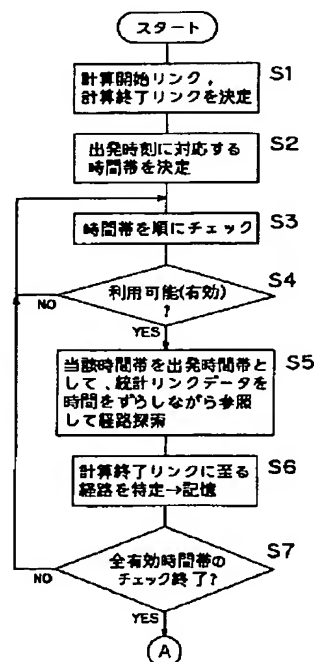 スタート
計算開始リンク,
計算終了リンクを決定
S1
出発時刻に対応する
時間帯を決定
S2
時間帯を順にチェック
S3
利用可能(有効)
?
S4
NO
YES
当該時間帯を出発時間帯と
して、統計リンクデータを
時間をずらしながら参照
して経路探索
S5
計算終了リンクに至る
経路を特定→記憶
S6
全有効時間帯の
チェック終了?
S7
NO
YES
A